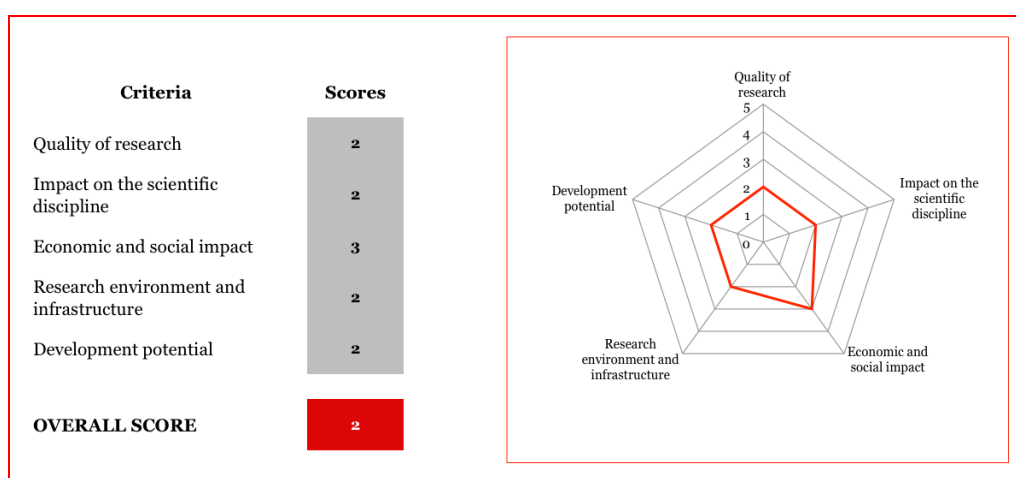 Criteria
Scores
Quality of research
2
Impact on the scientific
discipline
2
Economic and social impact
3
Research environment and
infrastructure
2
Development potential
2
OVERALL SCORE
2
Quality of
research
5
4
3
2
1
0
Impact on the
scientific
discipline
Economic and
social impact
Research
environment and
infrastructure
Development
potential